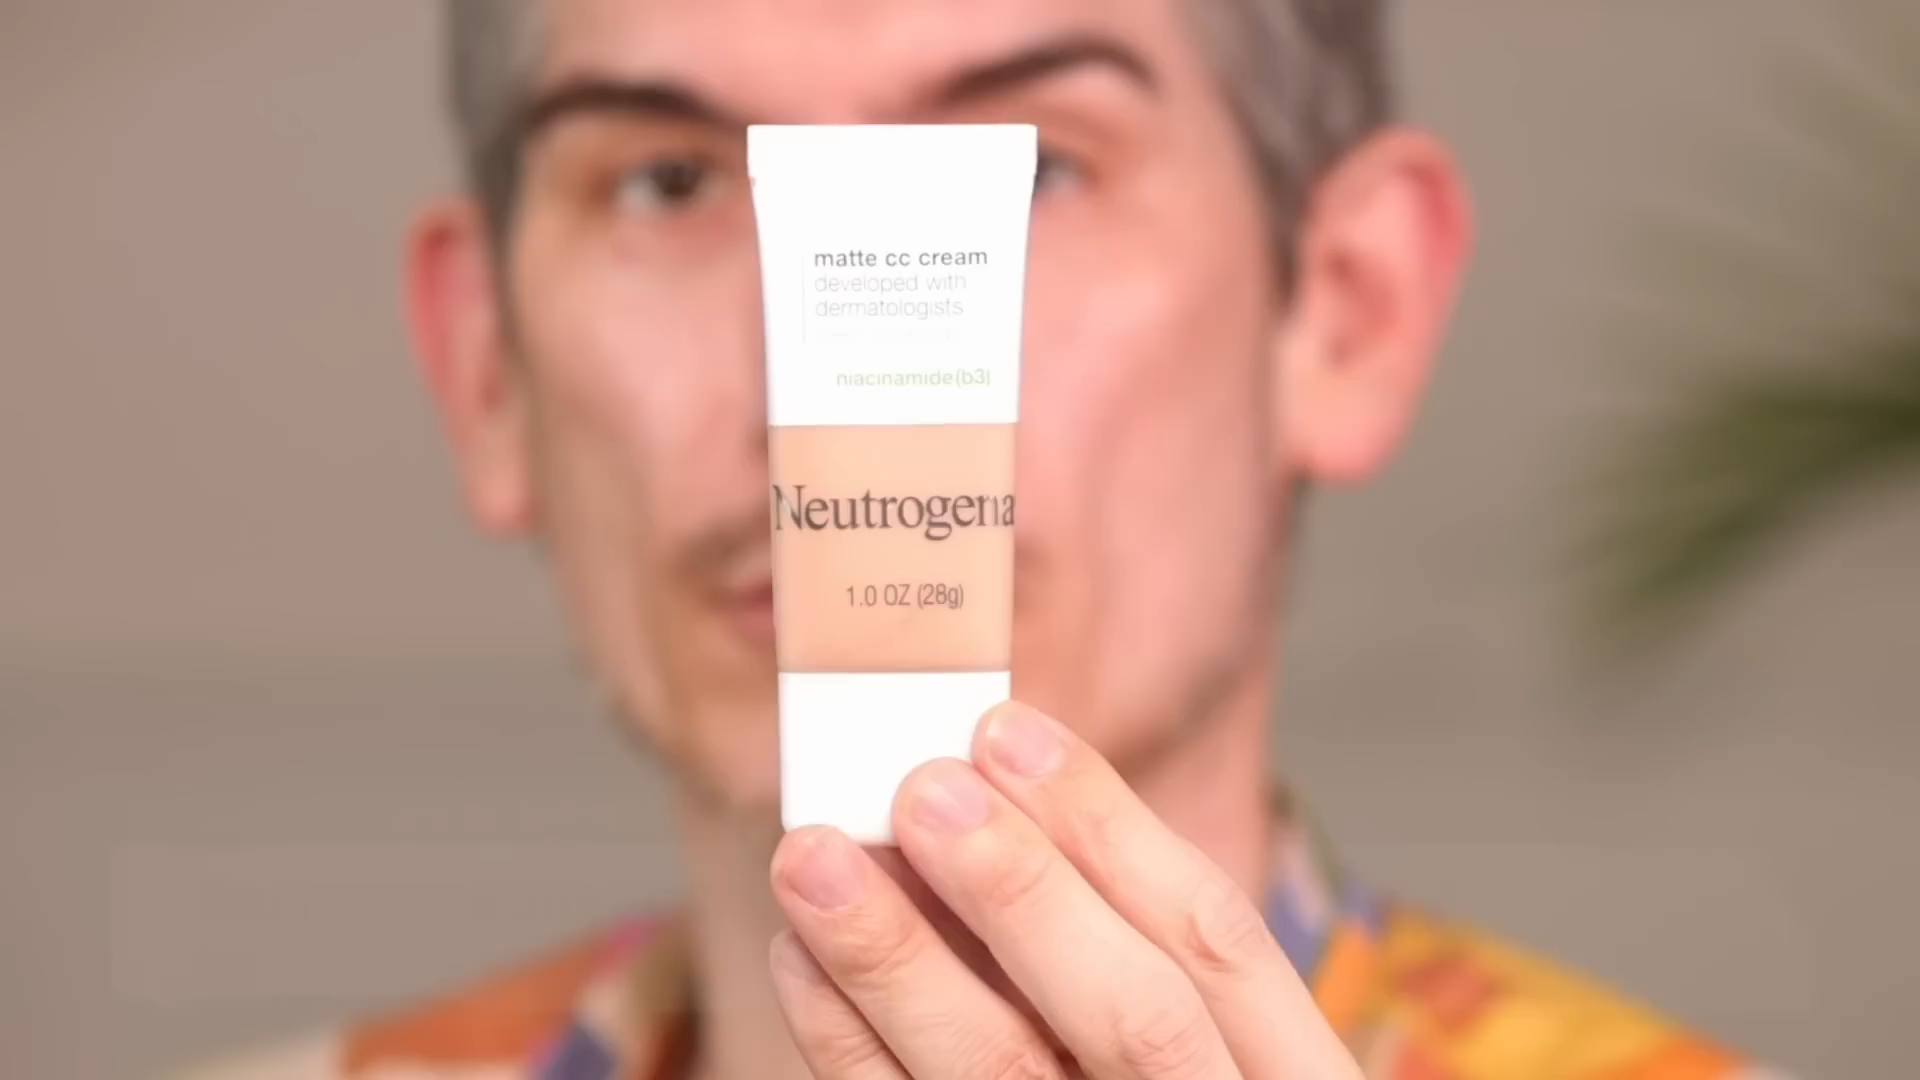 matte cc cream
developed with
dermatologists
niacinamide(b3)
Neutrogena
1.0 OZ (28g)